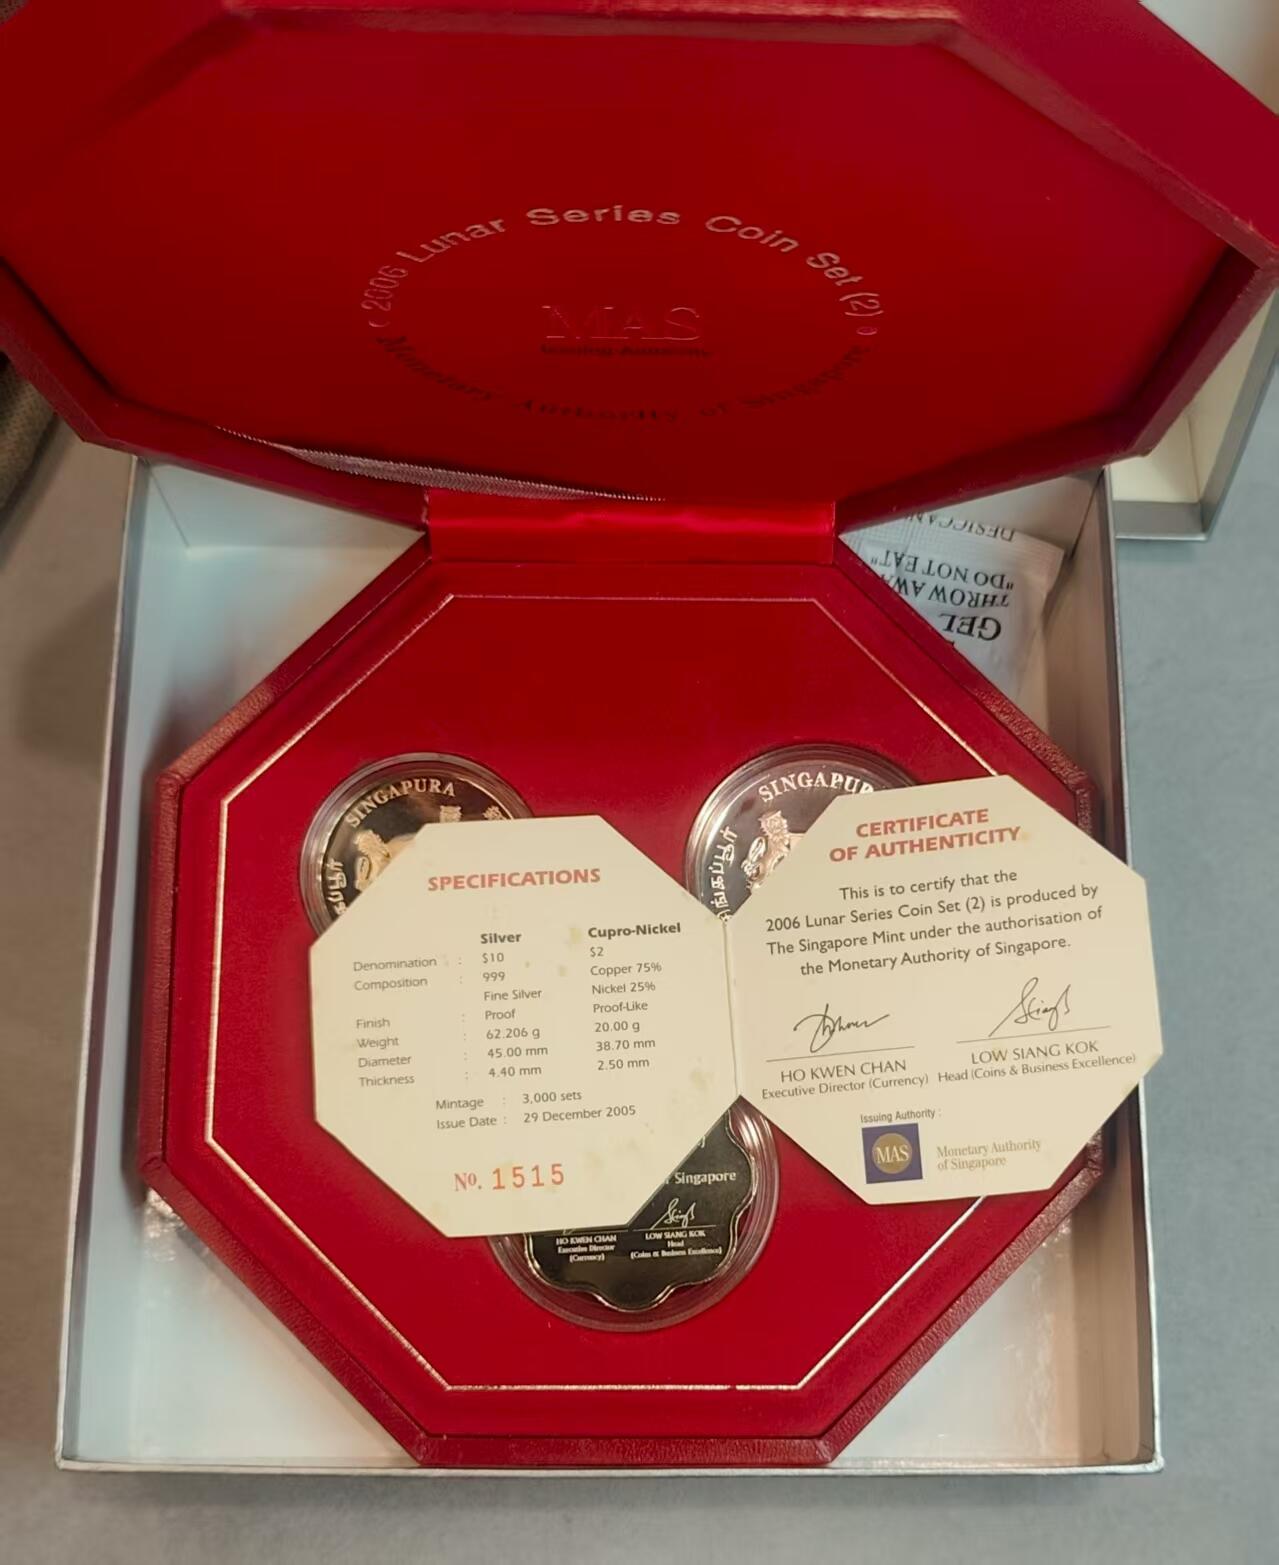 2006 Lunar Series Coin Set (2)
MAS
Issuing Authority
Monetary Authority of Singapore
DESICCAN
"DO NOT EAT"
THROW AWA
GEL
SINGAPURA
SINGAPUR
SPECIFICATIONS
Silver Cupro-Nickel
Denomination : $10 $2
Composition : 999 Copper 75%
Fine Silver Nickel 25%
Finish : Proof Proof-Like
Weight : 62.206 g 20.00 g
Diameter : 45.00 mm 38.70 mm
Thickness : 4.40 mm 2.50 mm
Mintage : 3,000 sets
Issue Date : 29 December 2005
No. 1515
CERTIFICATE
OF AUTHENTICITY
This is to certify that the
2006 Lunar Series Coin Set (2) is produced by
The Singapore Mint under the authorisation of
the Monetary Authority of Singapore.
HO KWEN CHAN LOW SIANG KOK
Executive Director (Currency) Head (Coins & Business Excellence)
Issuing Authority :
MAS
Monetary Authority
of Singapore
Singapore
HO KWEN CHAN LOW SIANG KOK
Executive Director Head
(Currency) (Coins & Business Excellence)